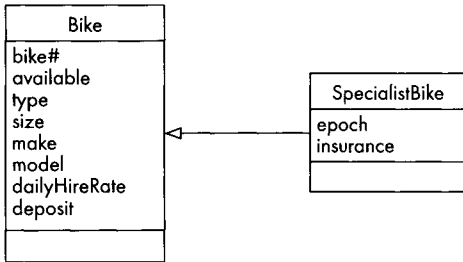 Bike
bike#
available
type
size
make
model
dailyHireRate
deposit
SpecialistBike
epoch
insurance